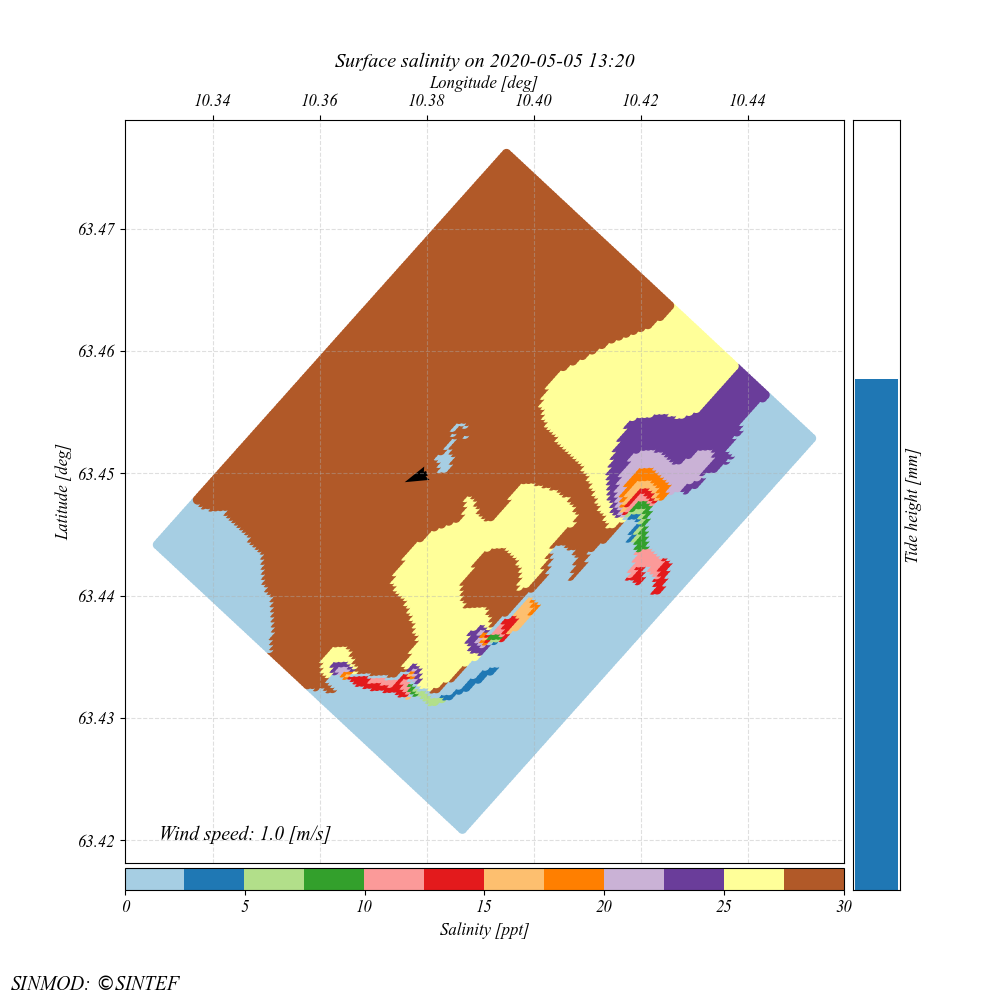 Surface salinity on 2020-05-05 13:20
Longitude [deg]
10.34 10.36 10.38 10.40 10.42 10.44
63.47
63.46
63.45
63.44
63.43
63.42
Latitude [deg]
Tide height [mm]
Wind speed: 1.0 [m/s]
0 5 10 15 20 25 30
Salinity [ppt]
SINMOD: ©SINTEF